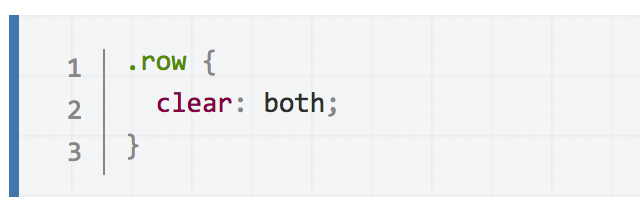 1 .row {
2 clear: both;
3 }